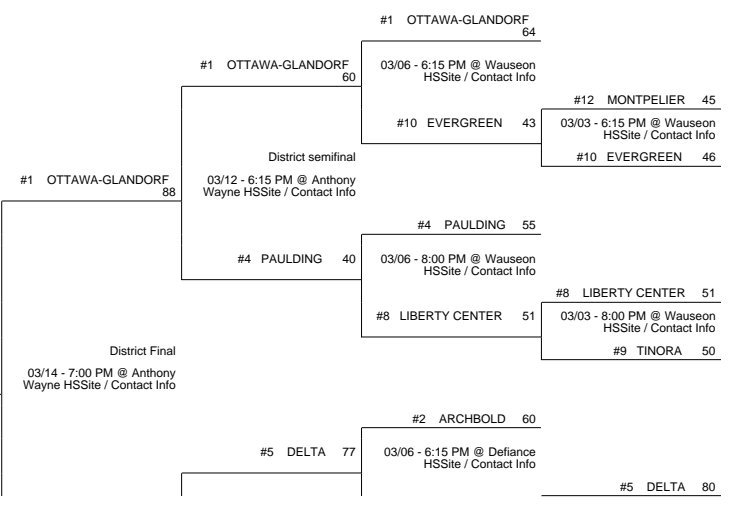 #1 OTTAWA-GLANDORF
64
#1 OTTAWA-GLANDORF
60
03/06 - 6:15 PM @ Wauseon
HSSite / Contact Info
#12 MONTPELIER 45
#10 EVERGREEN 43
03/03 - 6:15 PM @ Wauseon
HSSite / Contact Info
District semifinal
#10 EVERGREEN 46
#1 OTTAWA-GLANDORF
88
03/12 - 6:15 PM @ Anthony
Wayne HSSite / Contact Info
#4 PAULDING 55
#4 PAULDING 40
03/06 - 8:00 PM @ Wauseon
HSSite / Contact Info
#8 LIBERTY CENTER 51
#8 LIBERTY CENTER 51
03/03 - 8:00 PM @ Wauseon
HSSite / Contact Info
District Final
#9 TINORA 50
03/14 - 7:00 PM @ Anthony
Wayne HSSite / Contact Info
#2 ARCHBOLD 60
#5 DELTA 77
03/06 - 6:15 PM @ Defiance
HSSite / Contact Info
#5 DELTA 80